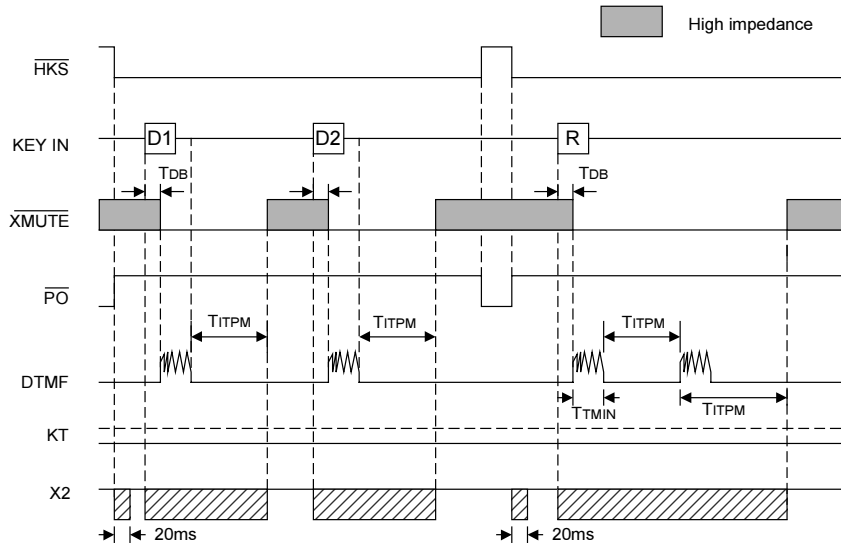 High impedance
HKS
KEY IN
D1
D2
R
TDB
TDB
XMUTE
PO
TITPM
TITPM
TITPM
DTMF
TTMIN
TITPM
KT
X2
20ms
20ms